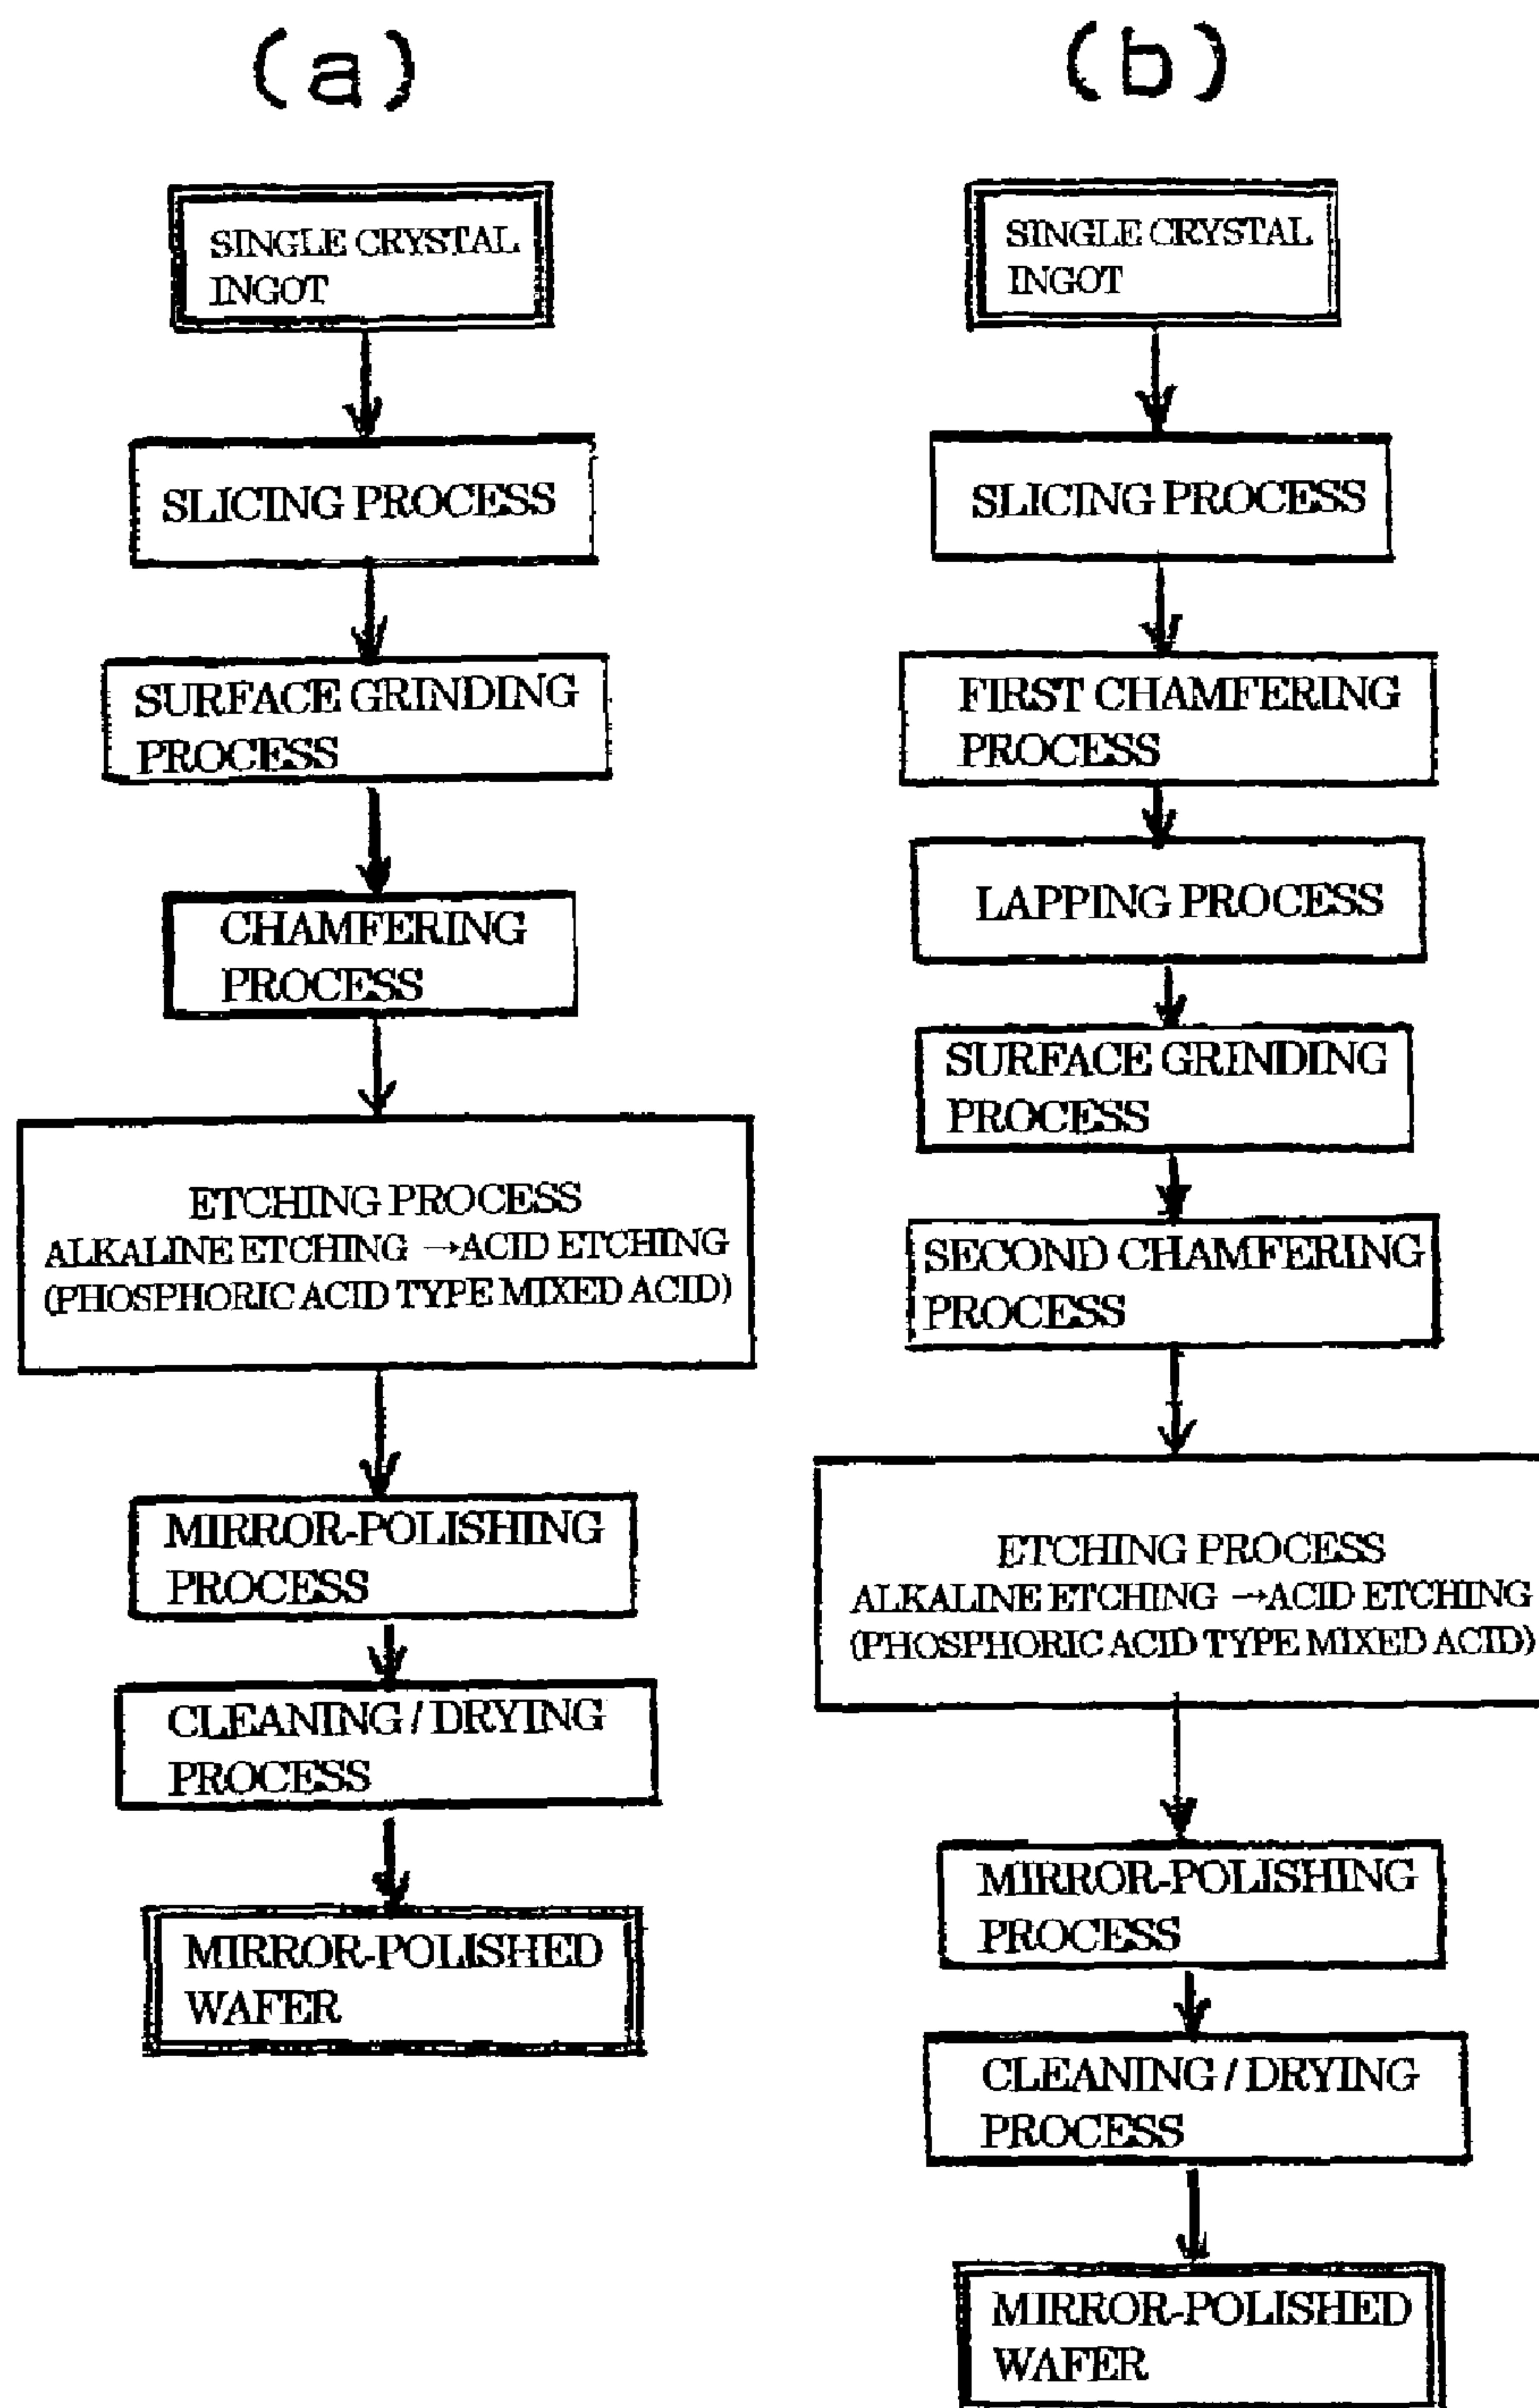 (a)
SINGLE CRYSTAL
INGOT
SLICING PROCESS
SURFACE GRINDING
PROCESS
CHAMFERING
PROCESS
ETCHING PROCESS
ALKALINE ETCHING →ACID ETCHING
(PHOSPHORIC ACID TYPE MIXED ACID)
MIRROR-POLISHING
PROCESS
CLEANING / DRYING
PROCESS
MIRROR-POLISHED
WAFER
(b)
SINGLE CRYSTAL
INGOT
SLICING PROCESS
FIRST CHAMFERING
PROCESS
LAPPING PROCESS
SURFACE GRINDING
PROCESS
SECOND CHAMFERING
PROCESS
ETCHING PROCESS
ALKALINE ETCHING →ACID ETCHING
(PHOSPHORIC ACID TYPE MIXED ACID)
MIRROR-POLISHING
PROCESS
CLEANING / DRYING
PROCESS
MIRROR-POLISHED
WAFER